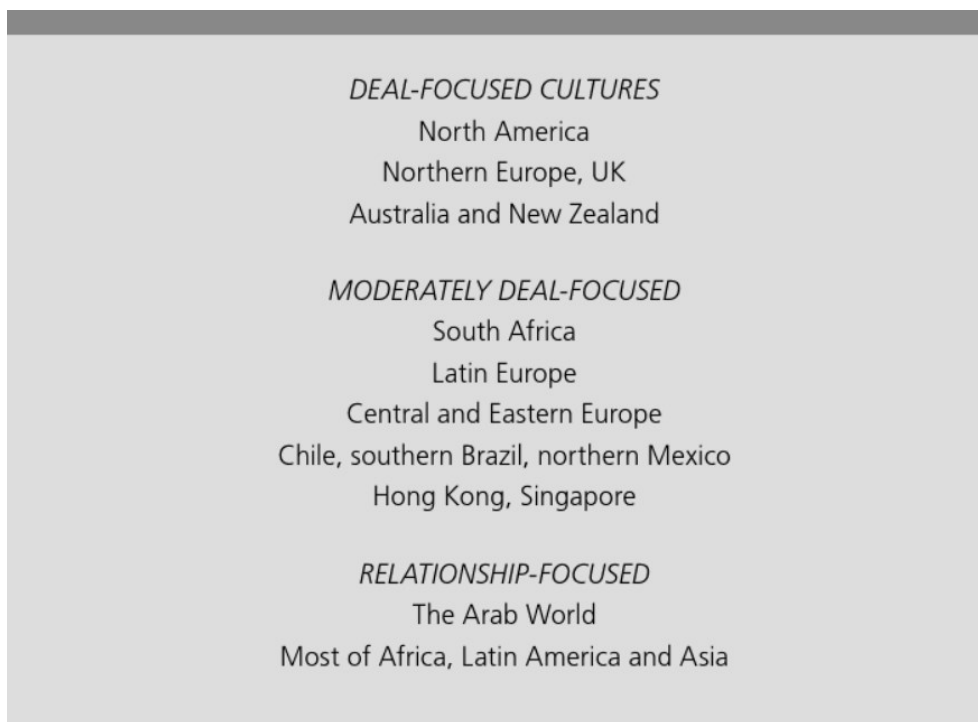 DEAL-FOCUSED CULTURES
North America
Northern Europe, UK
Australia and New Zealand
MODERATELY DEAL-FOCUSED
South Africa
Latin Europe
Central and Eastern Europe
Chile, southern Brazil, northern Mexico
Hong Kong, Singapore
RELATIONSHIP-FOCUSED
The Arab World
Most of Africa, Latin America and Asia